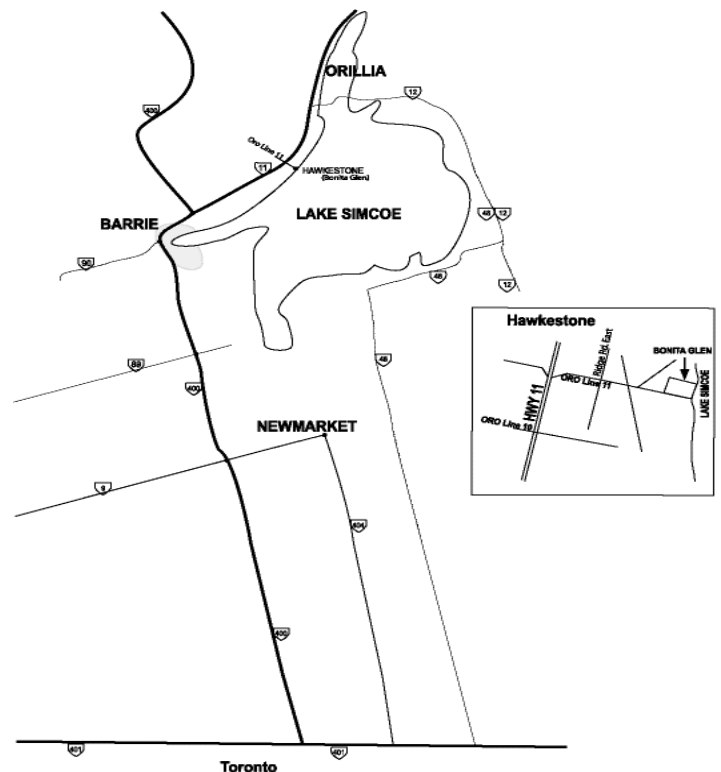 ORILLIA
12
400
Oro Line 11
11
HAWKESTONE
(Bonita Glen)
LAKE SIMCOE
BARRIE
48 12
90
48
12
Hawkestone
Ridge Rd. East
BONITA GLEN
ORO Line 11
LAKE SIMCOE
HWY 11
ORO Line 10
89
48
400
NEWMARKET
9
404
400
401
401
Toronto